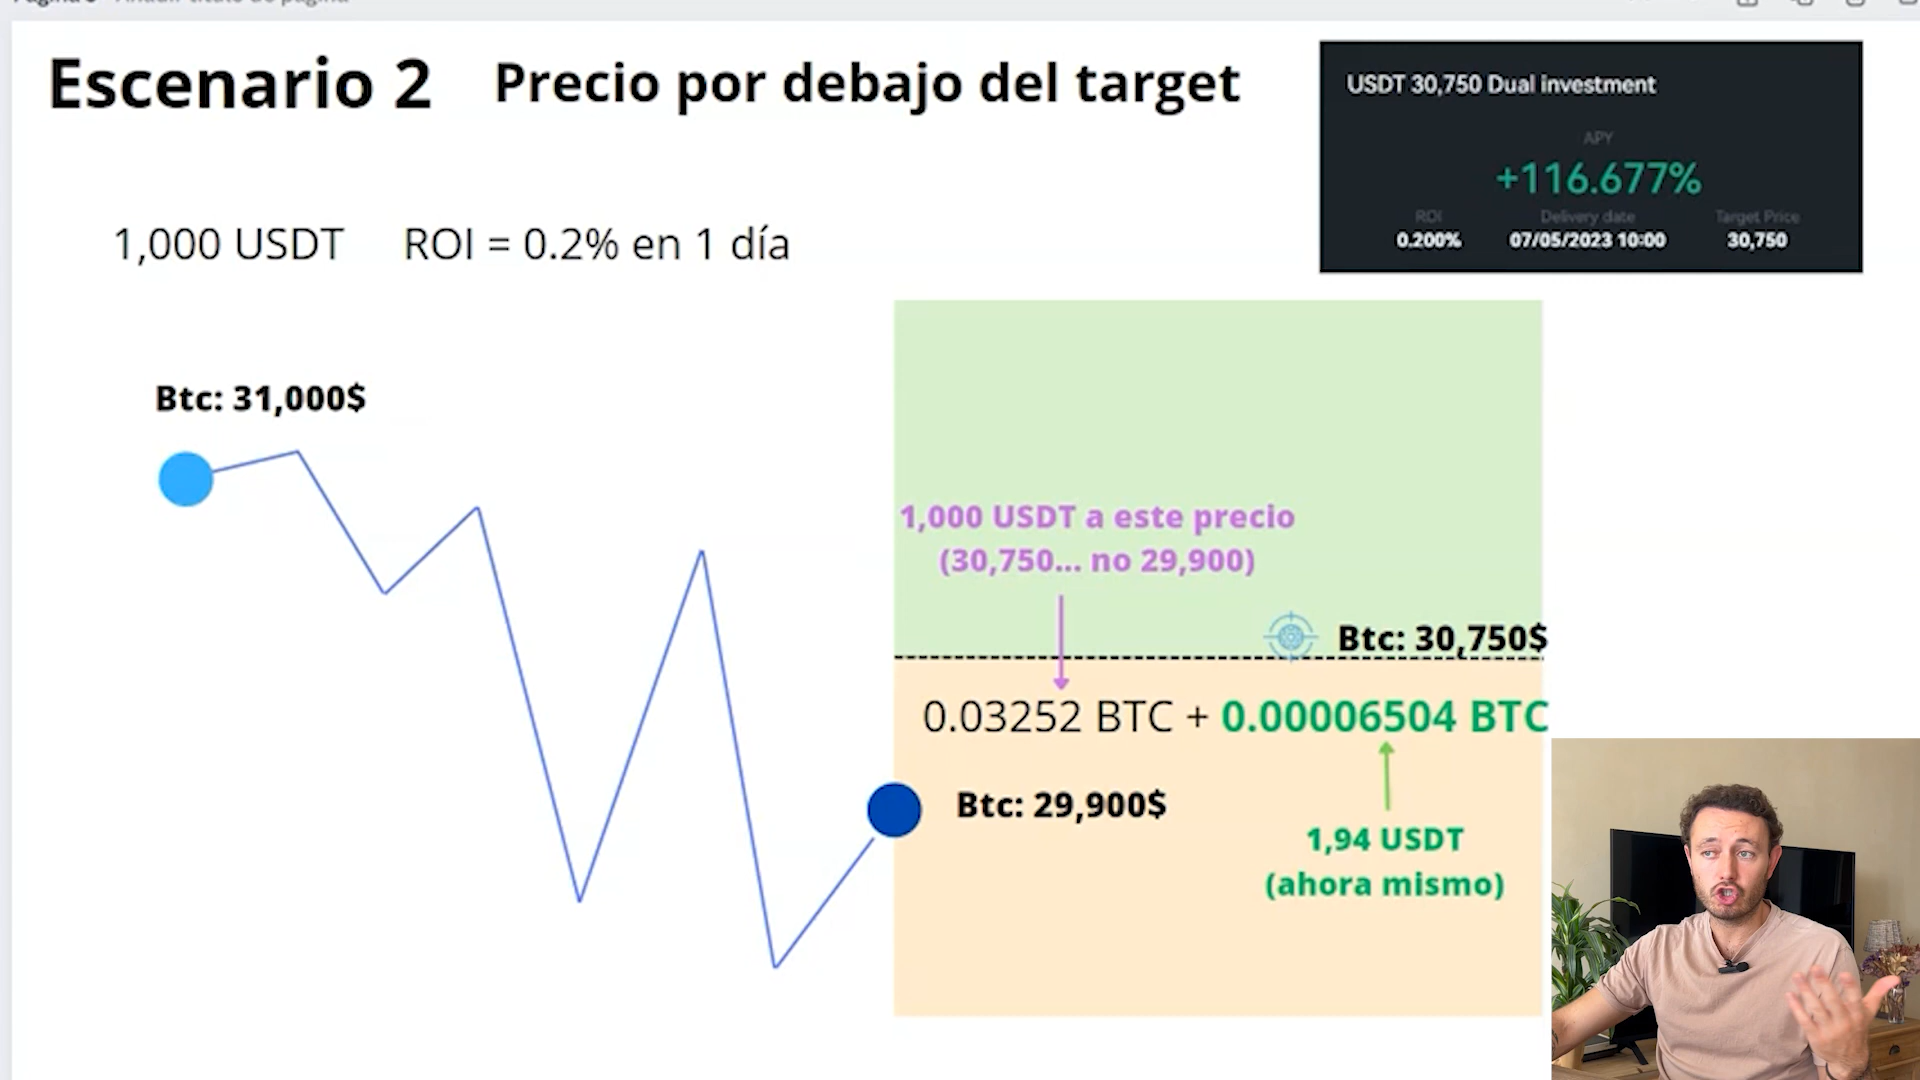 Escenario 2 Precio por debajo del target
USDT 30,750 Dual investment
APY
+116.677%
ROI Delivery date Target Price
0.200% 07/05/2023 10:00 30,750
1,000 USDT ROI = 0.2% en 1 día
Btc: 31,000$
1,000 USDT a este precio
(30,750... no 29,900)
Btc: 30,750$
0.03252 BTC + 0.00006504 BTC
Btc: 29,900$
1,94 USDT
(ahora mismo)